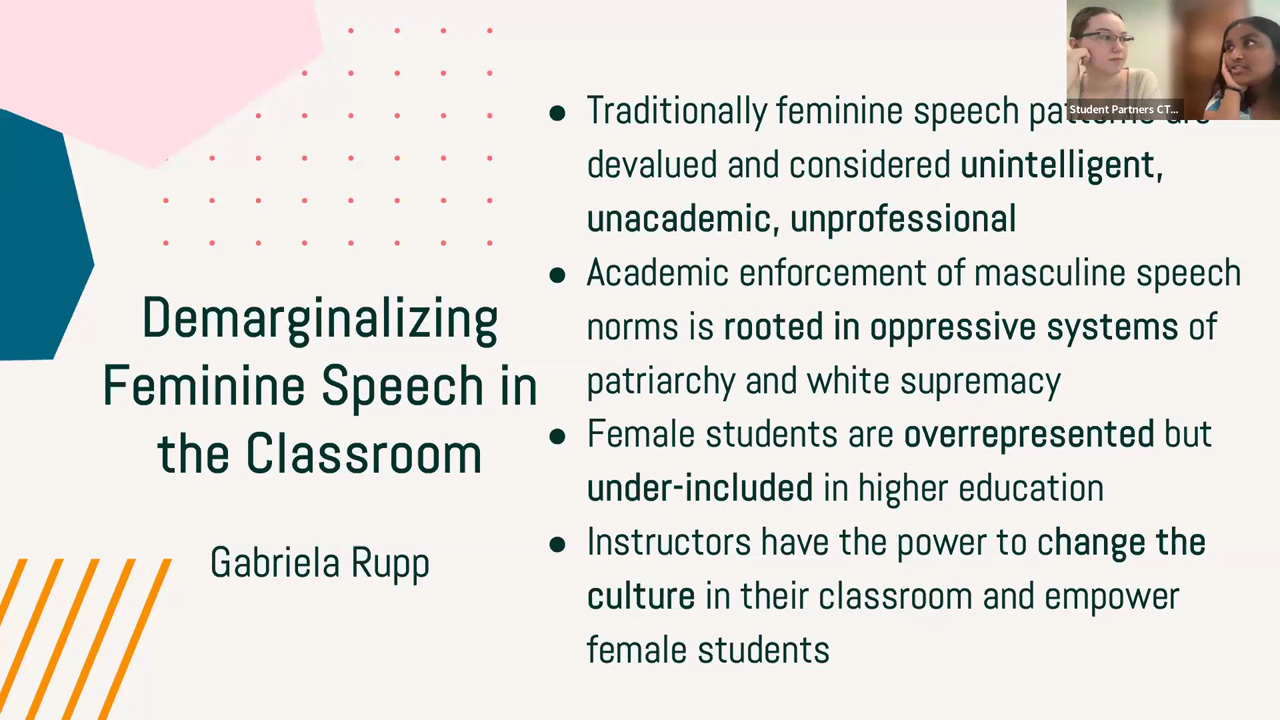 Student Partners CT...
● Traditionally feminine speech patterns are
devalued and considered unintelligent,
unacademic, unprofessional
● Academic enforcement of masculine speech
norms is rooted in oppressive systems of
patriarchy and white supremacy
● Female students are overrepresented but
under-included in higher education
● Instructors have the power to change the
culture in their classroom and empower
female students
Demarginalizing
Feminine Speech in
the Classroom
Gabriela Rupp